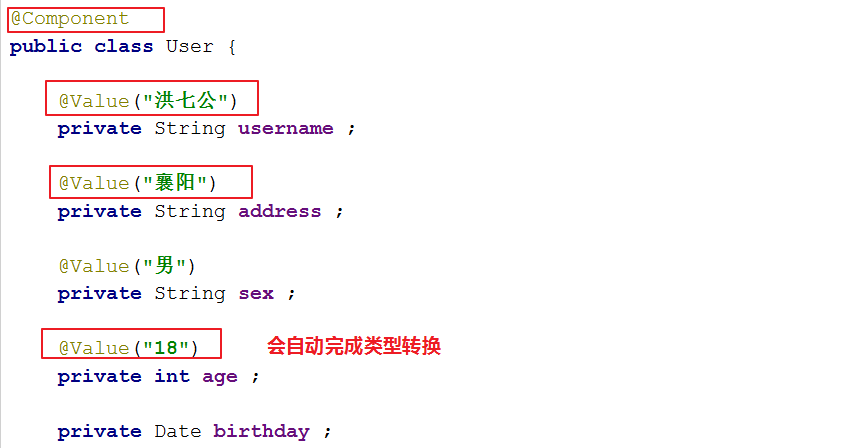 @Component
public class User {
@Value("洪七公")
private String username ;
@Value("襄阳")
private String address ;
@Value("男")
private String sex ;
@Value("18") 会自动完成类型转换
private int age ;
private Date birthday ;